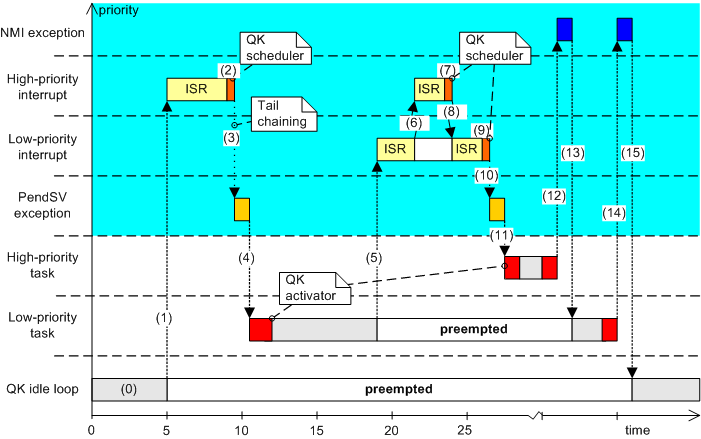 priority
NMI exception
QK scheduler
QK scheduler
High-priority interrupt
(2)
(7)
ISR
ISR
Tail chaining
(3)
(6)
(8)
(9)
Low-priority interrupt
ISR
ISR
(13)
(15)
(10)
PendSV exception
(12)
(14)
(11)
High-priority task
(4)
(5)
QK activator
(1)
Low-priority task
preempted
QK idle loop
(0)
preempted
0
5
10
15
20
25
time